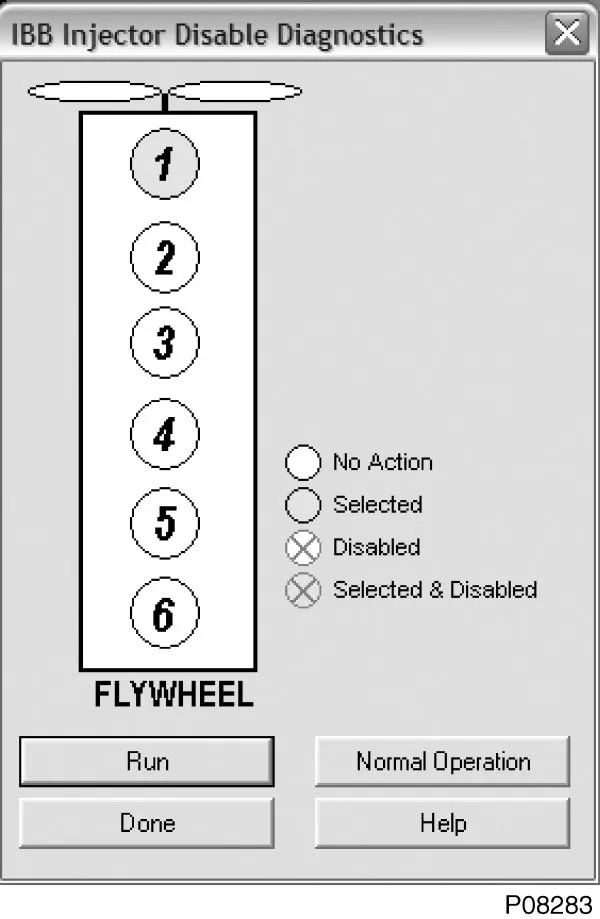 IBB Injector Disable Diagnostics
1
2
3
4
5
6
No Action
Selected
Disabled
Selected & Disabled
FLYWHEEL
Run
Normal Operation
Done
Help
P08283